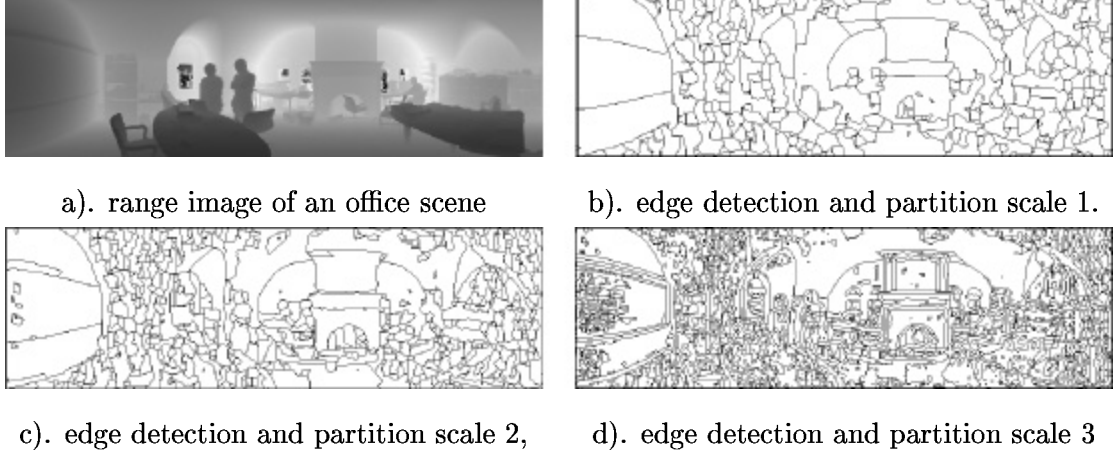 a). range image of an office scene
b). edge detection and partition scale 1.
c). edge detection and partition scale 2,
d). edge detection and partition scale 3